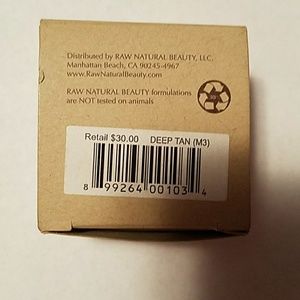 Distributed by RAW NATURAL BEAUTY, LLC.
Manhattan Beach, CA 90245-4967
www.RawNaturalBeauty.com
RAW NATURAL BEAUTY formulations
are NOT tested on animals
Retail $30.00 DEEP TAN (M3)
8 99264 00103 4